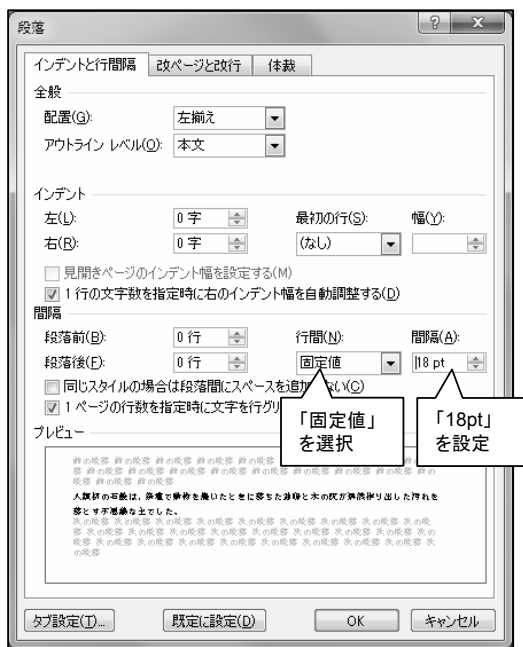 段落
インデントと行間隔 改ページと改行 体裁
全般
配置(G): 左揃え
アウトライン レベル(O): 本文
インデント
左(L): 0 字 最初の行(S): 幅(Y):
右(R): 0 字 (なし)
見開きページのインデント幅を設定する(M)
1 行の文字数を指定時に右のインデント幅を自動調整する(D)
間隔
段落前(B): 0 行 行間(N): 間隔(A):
段落後(F): 0 行 固定値 18 pt
同じスタイルの場合は段落間にスペースを追加 ない(C)
1 ページの行数を指定時に文字を行グリ
「固定値」
を選択
「18pt」
を設定
プレビュー
タブ設定(T)... 既定に設定(D) OK キャンセル